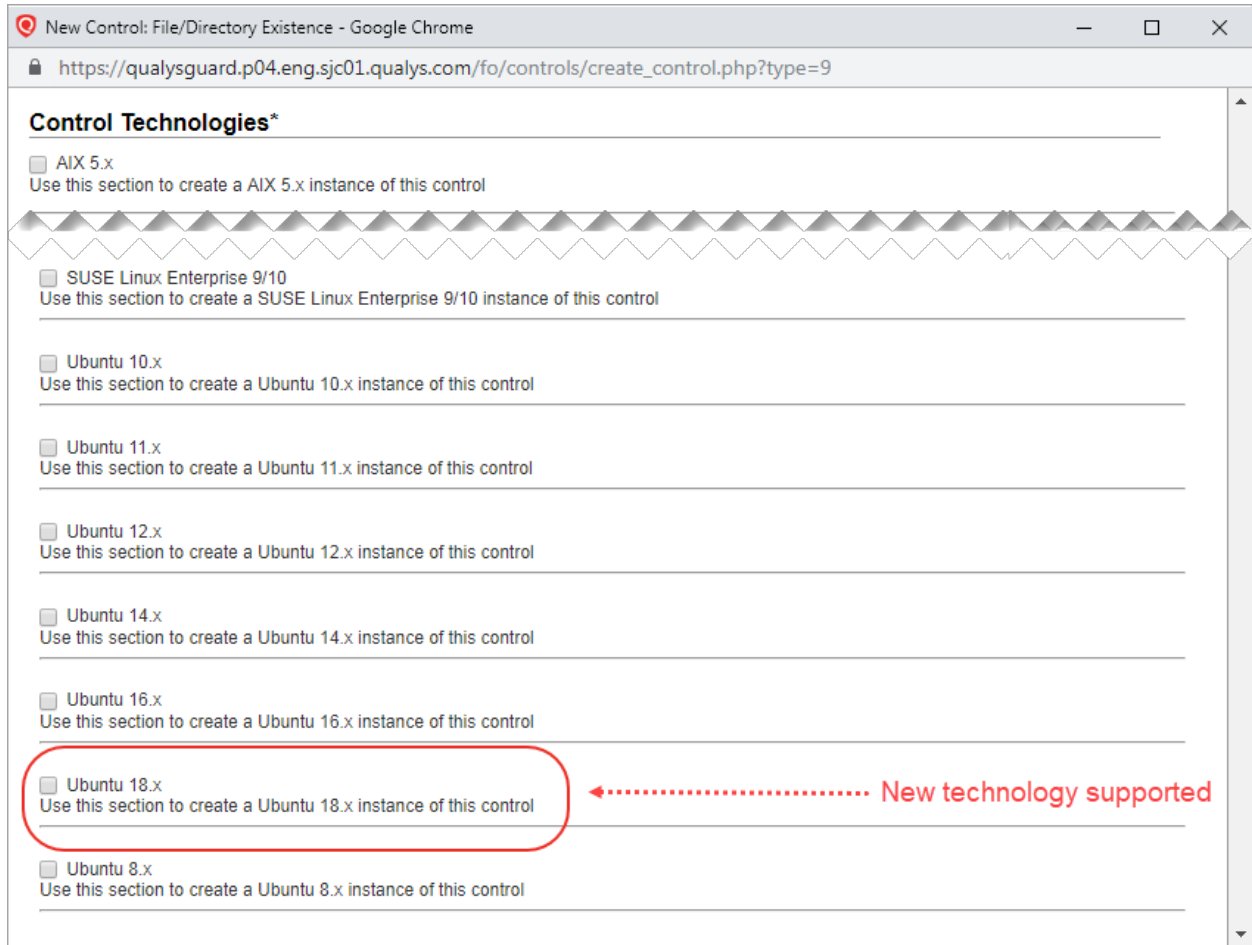 New Control: File/Directory Existence - Google Chrome
https://qualysguard.p04.eng.sjc01.qualys.com/fo/controls/create_control.php?type=9
Control Technologies*
AIX 5.x
Use this section to create a AIX 5.x instance of this control
SUSE Linux Enterprise 9/10
Use this section to create a SUSE Linux Enterprise 9/10 instance of this control
Ubuntu 10.x
Use this section to create a Ubuntu 10.x instance of this control
Ubuntu 11.x
Use this section to create a Ubuntu 11.x instance of this control
Ubuntu 12.x
Use this section to create a Ubuntu 12.x instance of this control
Ubuntu 14.x
Use this section to create a Ubuntu 14.x instance of this control
Ubuntu 16.x
Use this section to create a Ubuntu 16.x instance of this control
Ubuntu 18.x
Use this section to create a Ubuntu 18.x instance of this control
New technology supported
Ubuntu 8.x
Use this section to create a Ubuntu 8.x instance of this control